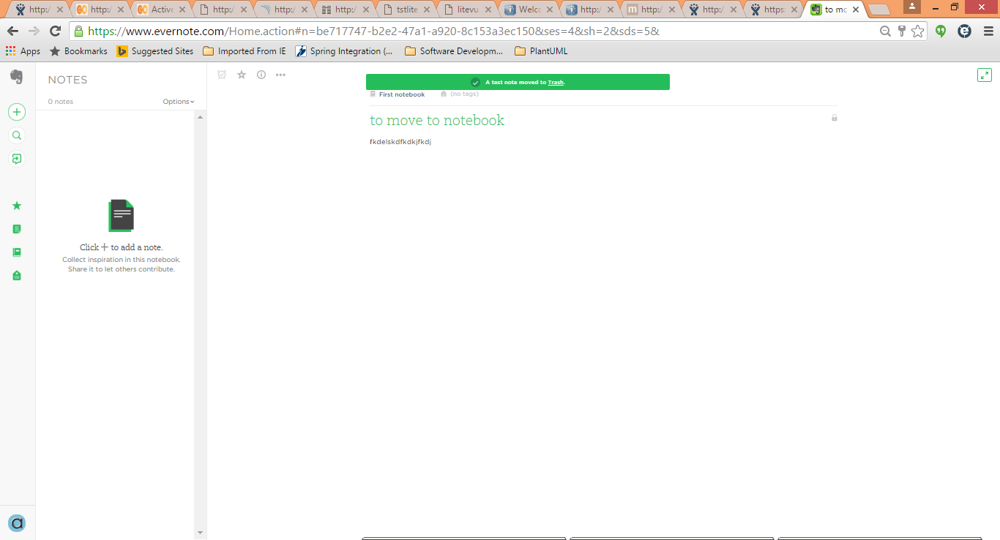 http:/
http:/
Active
http:/
http:/
http:/
tstlite
litevu
Welco
http:/
http:/
http:/
https:
to mo
https://www.evernote.com/Home.action#n=be717747-b2e2-47a1-a920-8c153a3ec150&ses=4&sh=2&sds=5&
Apps
Bookmarks
Suggested Sites
Imported From IE
Spring Integration (...
Software Developm...
PlantUML
NOTES
0 notes
Options
Click + to add a note.
Collect inspiration in this notebook.
Share it to let others contribute.
A test note moved to Trash.
First notebook
(no tags)
to move to notebook
fkdelskdfkdkjfkdj